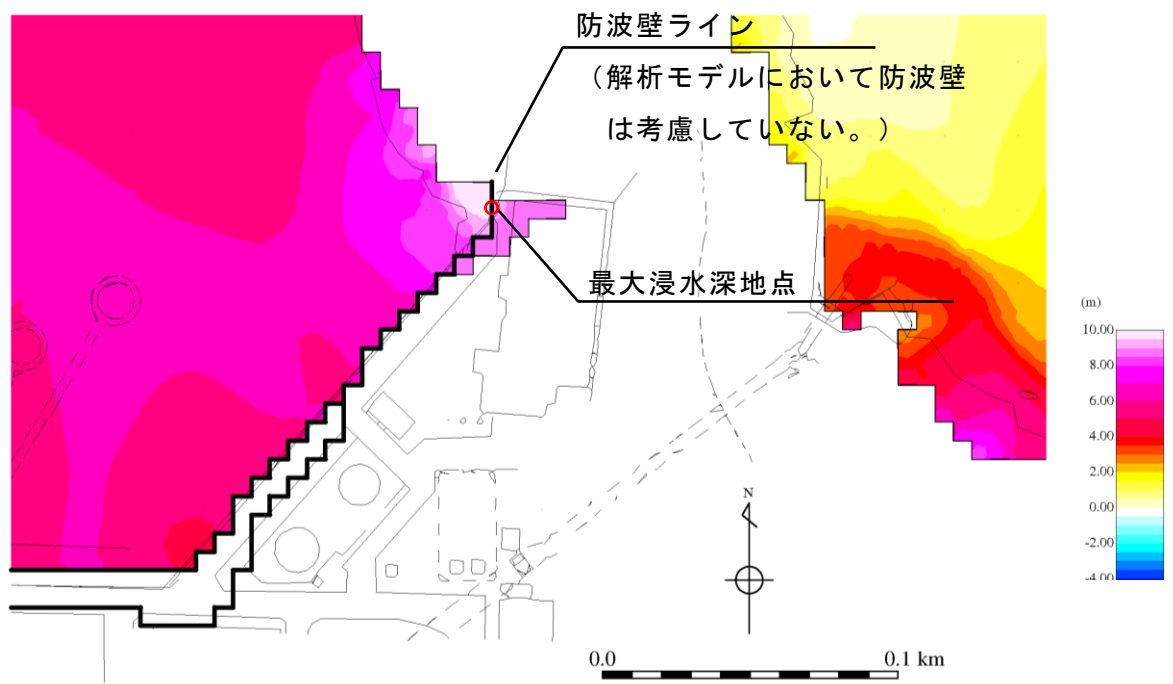 防波壁ライン
（解析モデルにおいて防波壁
は考慮していない。）
最大浸水深地点
(m)
10.00
8.00
6.00
4.00
2.00
0.00
-2.00
-4.00
N
0.0
0.1 km